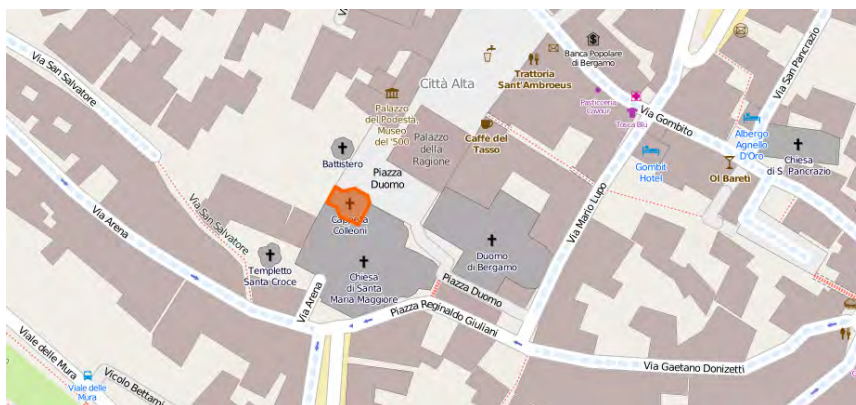 Via San Salvatore
Città Alta
Trattoria
Sant'Ambroeus
Banca Popolare
di Bergamo
Via San Pancrazio
Palazzo
del Podestà,
Museo
del '500
Pasticceria
Cavour
Tosca Blu
Via Gombito
Palazzo
della
Ragione
Caffè del
Tasso
Albergo
Agnello
D'Oro
Chiesa
di S. Pancrazio
Battistero
Gombit
Hotel
Ol Bareti
Piazza
Duomo
Via Mario Lupo
Via San Salvatore
Via Arena
Cappella
Colleoni
Duomo
di Bergamo
Templetto
Santa Croce
Chiesa
di Santa
Maria Maggiore
Piazza Duomo
Via Arena
Piazza Reginaldo Giuliani
Viale delle Mura
Vicolo Bettami
Viale delle
Mura
Via Gaetano Donizetti